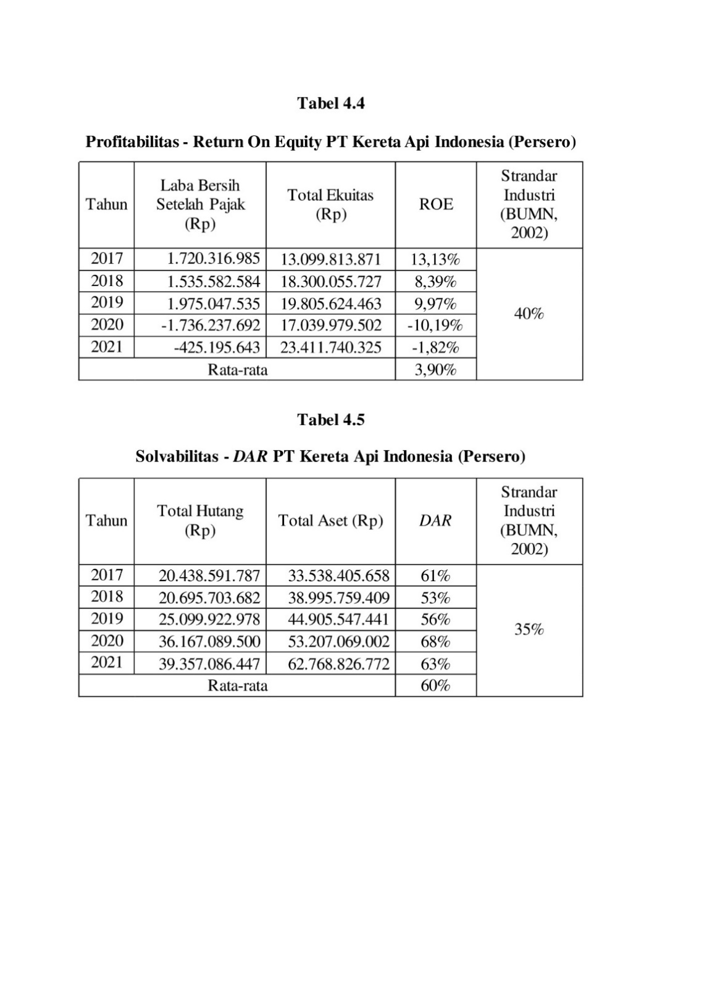 Tabel 4.4
Profitabilitas - Return On Equity PT Kereta Api Indonesia (Persero)
Tahun
Laba Bersih
Setelah Pajak
(Rp)
Total Ekuitas
(Rp)
ROE
Strandar
Industri
(BUMN,
2002)
2017 1.720.316.985 13.099.813.871 13,13%
2018 1.535.582.584 18.300.055.727 8,39%
2019 1.975.047.535 19.805.624.463 9,97%
40%
2020 -1.736.237.692 17.039.979.502 -10,19%
2021 -425.195.643 23.411.740.325 -1,82%
Rata-rata 3,90%
Tabel 4.5
Solvabilitas - DAR PT Kereta Api Indonesia (Persero)
Tahun
Total Hutang
(Rp)
Total Aset (Rp)
DAR
Strandar
Industri
(BUMN,
2002)
2017 20.438.591.787 33.538.405.658 61%
2018 20.695.703.682 38.995.759.409 53%
2019 25.099.922.978 44.905.547.441 56%
35%
2020 36.167.089.500 53.207.069.002 68%
2021 39.357.086.447 62.768.826.772 63%
Rata-rata 60%